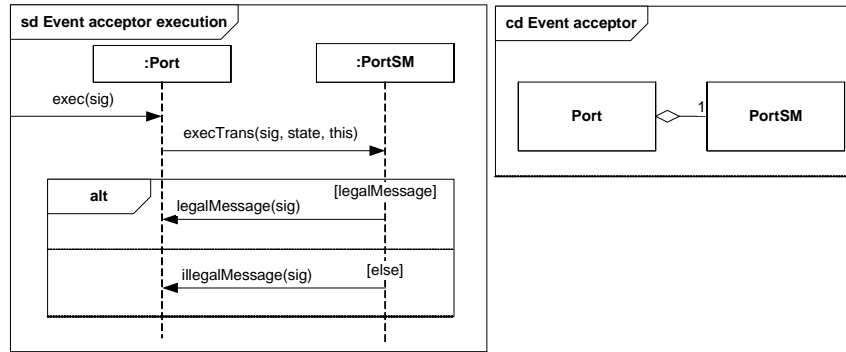 sd Event acceptor execution
:Port
:PortSM
exec(sig)
execTrans(sig, state, this)
alt
[legalMessage]
legalMessage(sig)
illegalMessage(sig)
[else]
cd Event acceptor
Port
1
PortSM